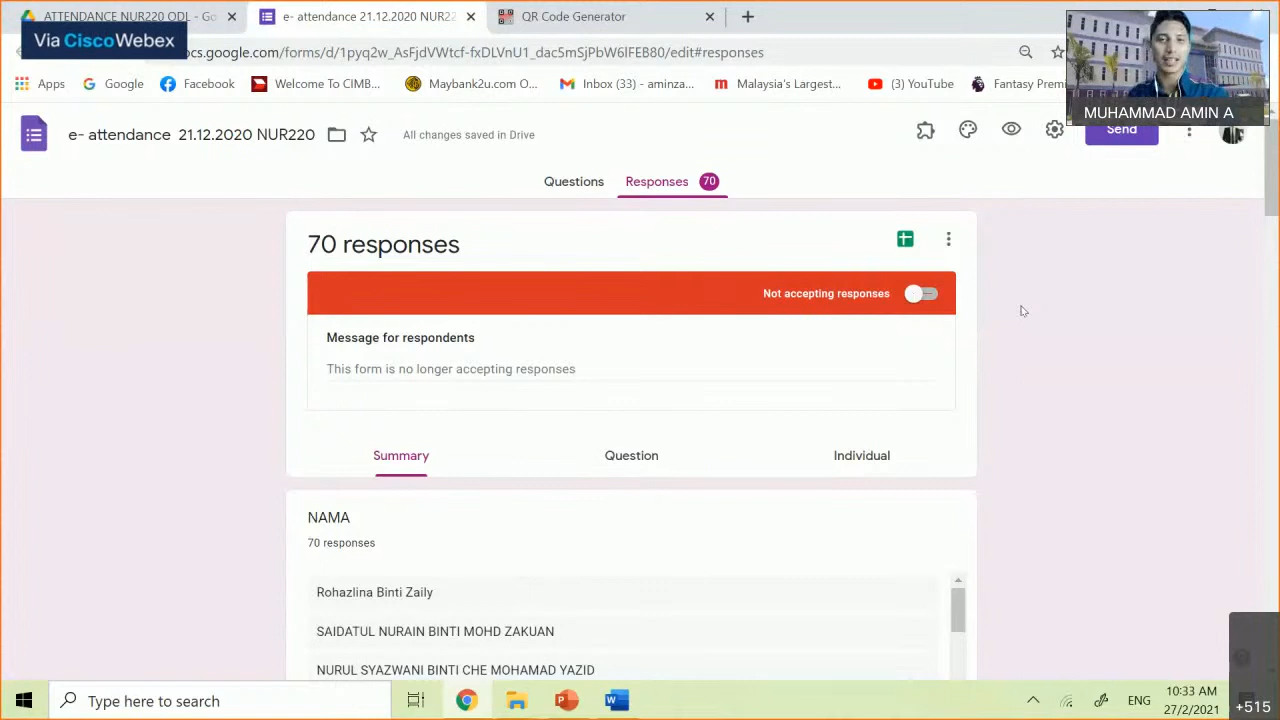 ATTENDANCE NUR220 ODL - Go
e- attendance 21.12.2020 NUR22
QR Code Generator
Via CiscoWebex
ocs.google.com/forms/d/1pyq2w_AsFjdVWtcf-fxDLVnU1_dac5mSjPbW6lFEB80/edit#responses
Apps
Google
Facebook
Welcome To CIMB...
Maybank2u.com O...
Inbox (33) - aminza...
Malaysia's Largest...
(3) YouTube
Fantasy Premi
MUHAMMAD AMIN A
e- attendance 21.12.2020 NUR220
All changes saved in Drive
Send
Questions
Responses 70
70 responses
Not accepting responses
Message for respondents
This form is no longer accepting responses
Summary
Question
Individual
NAMA
70 responses
Rohazlina Binti Zaily
SAIDATUL NURAIN BINTI MOHD ZAKUAN
NURUL SYAZWANI BINTI CHE MOHAMAD YAZID
Type here to search
ENG
10:33 AM
27/2/2021
+515